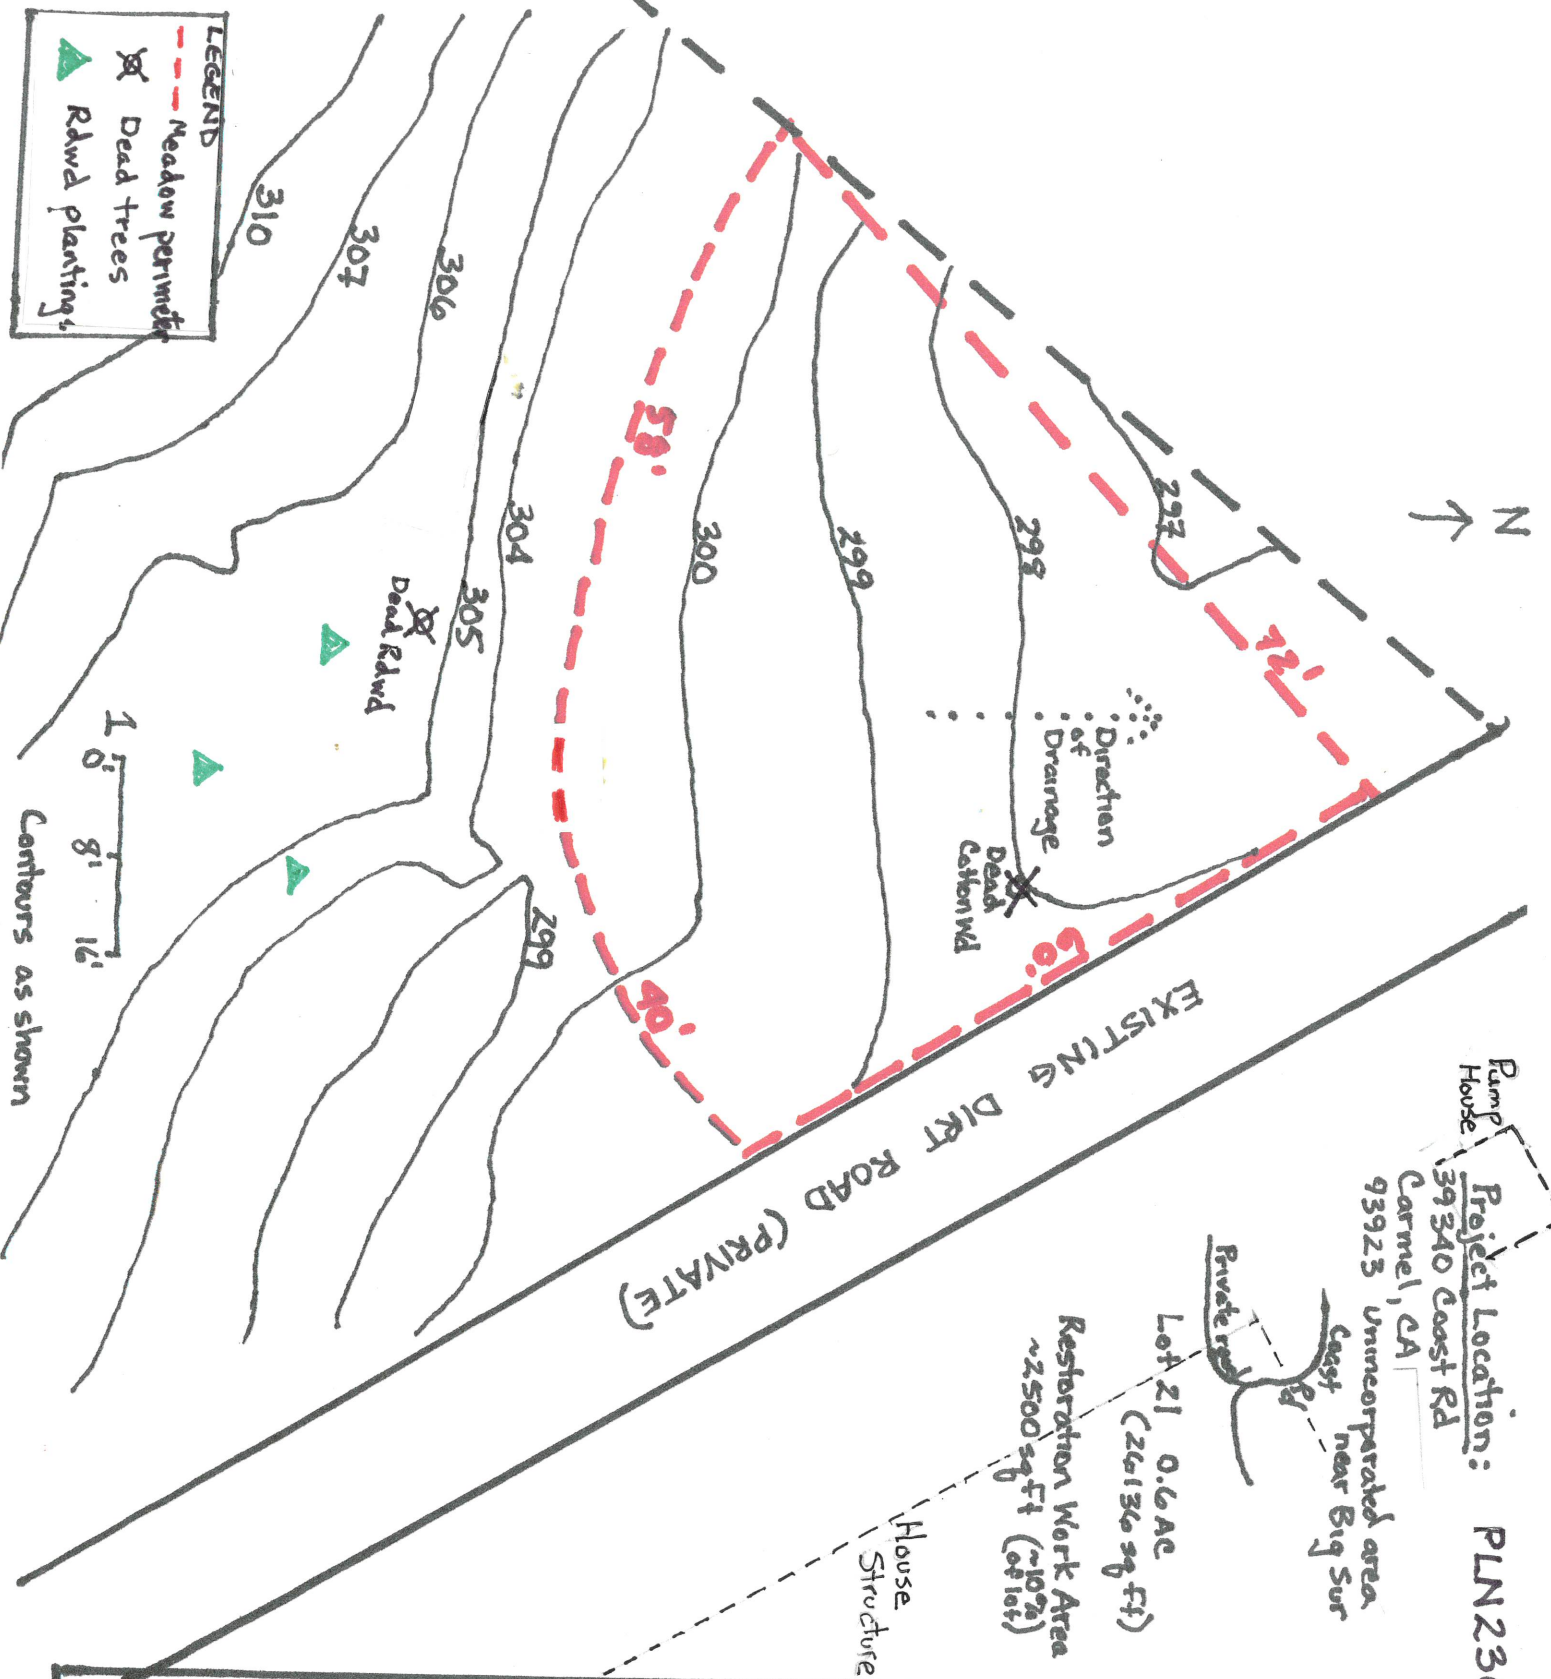 N
PLN23
Project Location:
39340 Coast Rd
Carmel, CA
93923 unincorporated area
near Big Sur
Pump
House
Coast
Rd
Private road
Lot 21 0.6AC
(26136 sq ft)
Restoration Work Area
~2500 sq ft (~10%
of lot)
House
Structure
EXISTING DIRT ROAD (PRIVATE)
72'
60'
58'
40'
297
298
299
300
304
305
306
307
310
299
Direction
of
Drainage
Dead
Cottonwd
Dead Rdwd
LEGEND
Meadow perimeter
Dead trees
Rdwd plantings
1
0' 8' 16'
Contours as shown